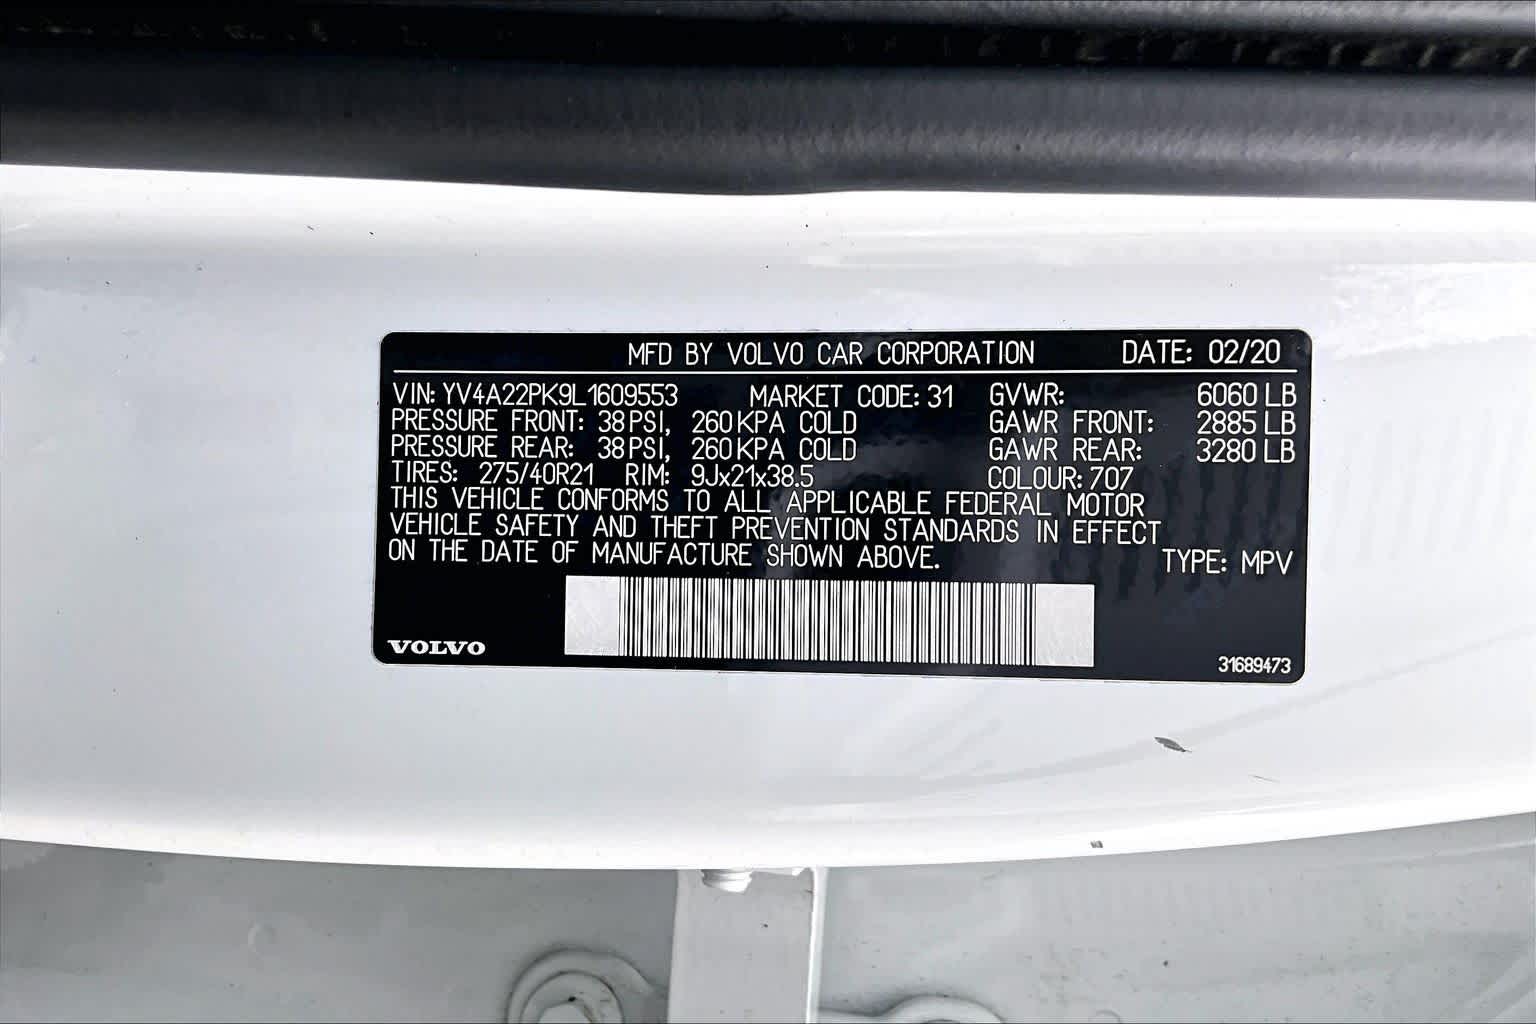 MFD BY VOLVO CAR CORPORATION DATE: 02/20
VIN: YV4A22PK9L1609553 MARKET CODE: 31 GVWR: 6060 LB
PRESSURE FRONT: 38 PSI, 260 KPA COLD GAWR FRONT: 2885 LB
PRESSURE REAR: 38 PSI, 260 KPA COLD GAWR REAR: 3280 LB
TIRES: 275/40R21 RIM: 9Jx21x38.5 COLOUR: 707
THIS VEHICLE CONFORMS TO ALL APPLICABLE FEDERAL MOTOR
VEHICLE SAFETY AND THEFT PREVENTION STANDARDS IN EFFECT
ON THE DATE OF MANUFACTURE SHOWN ABOVE. TYPE: MPV
VOLVO 31689473